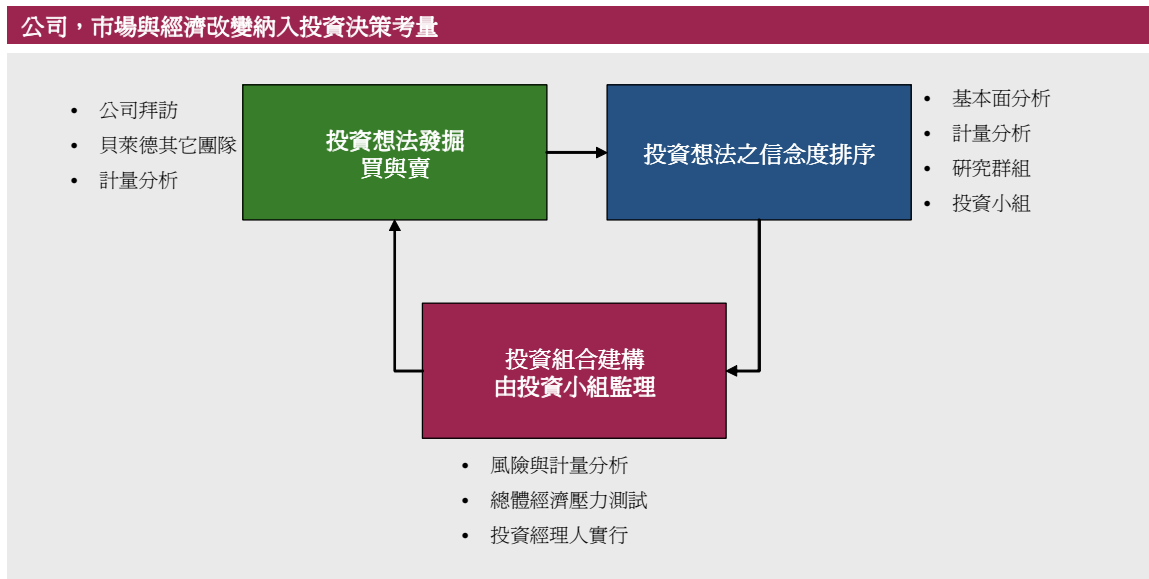 公司，市場與經濟改變納入投資決策考量
• 公司拜訪
• 貝萊德其它團隊
• 計量分析
投資想法發掘
買與賣
投資想法之信念度排序
• 基本面分析
• 計量分析
• 研究群組
• 投資小組
投資組合建構
由投資小組監理
• 風險與計量分析
• 總體經濟壓力測試
• 投資經理人實行